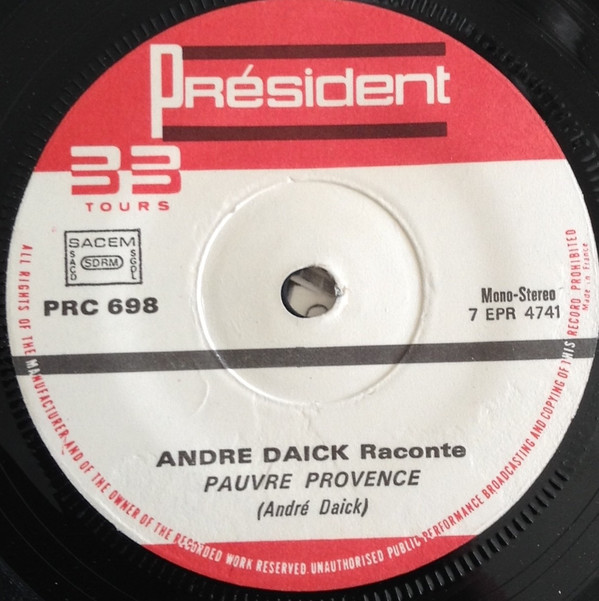 Président
33
TOURS
SACEM
SACD
SDRM
SGDL
PRC 698
Mono-Stereo
7 EPR 4741
ANDRE DAICK Raconte
PAUVRE PROVENCE
(André Daick)
ALL RIGHTS OF THE MANUFACTURER AND OF THE OWNER OF THE RECORDED WORK RESERVED. UNAUTHORISED PUBLIC PERFORMANCE BROADCASTING AND COPYING OF THIS RECORD PROHIBITED
Made in France